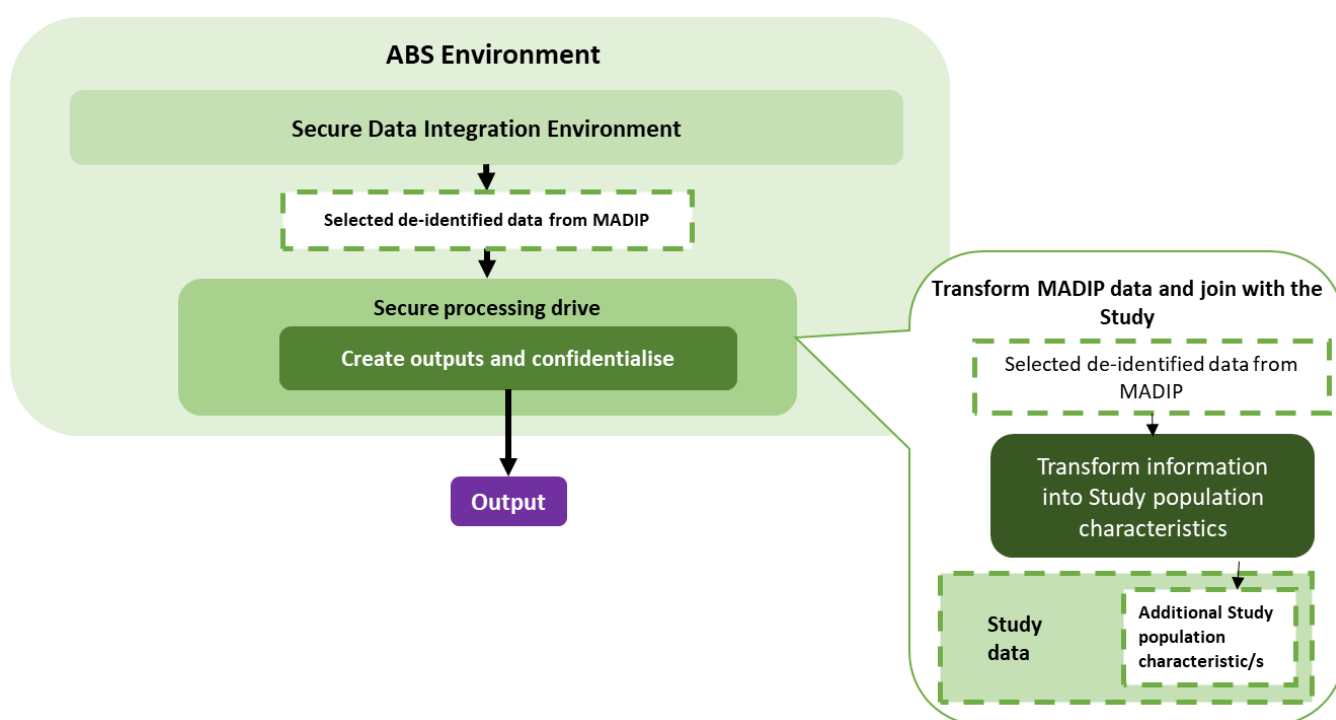 ABS Environment
Secure Data Integration Environment
Selected de-identified data from MADIP
Secure processing drive
Create outputs and confidentialise
Output
Transform MADIP data and join with the
Study
Selected de-identified data from
MADIP
Transform information
into Study population
characteristics
Study
data
Additional Study
population
characteristic/s